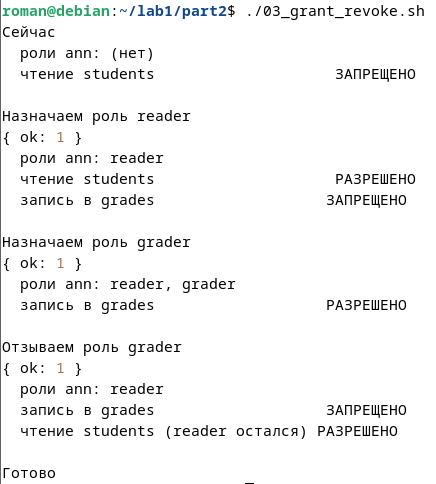 roman@debian:~/lab1/part2$ ./03_grant_revoke.sh
Сейчас
роли ann: (нет)
чтение students ЗАПРЕЩЕНО
Назначаем роль reader
{ ok: 1 }
роли ann: reader
чтение students РАЗРЕШЕНО
запись в grades ЗАПРЕЩЕНО
Назначаем роль grader
{ ok: 1 }
роли ann: reader, grader
запись в grades РАЗРЕШЕНО
Отзываем роль grader
{ ok: 1 }
роли ann: reader
запись в grades ЗАПРЕЩЕНО
чтение students (reader остался) РАЗРЕШЕНО
Готово